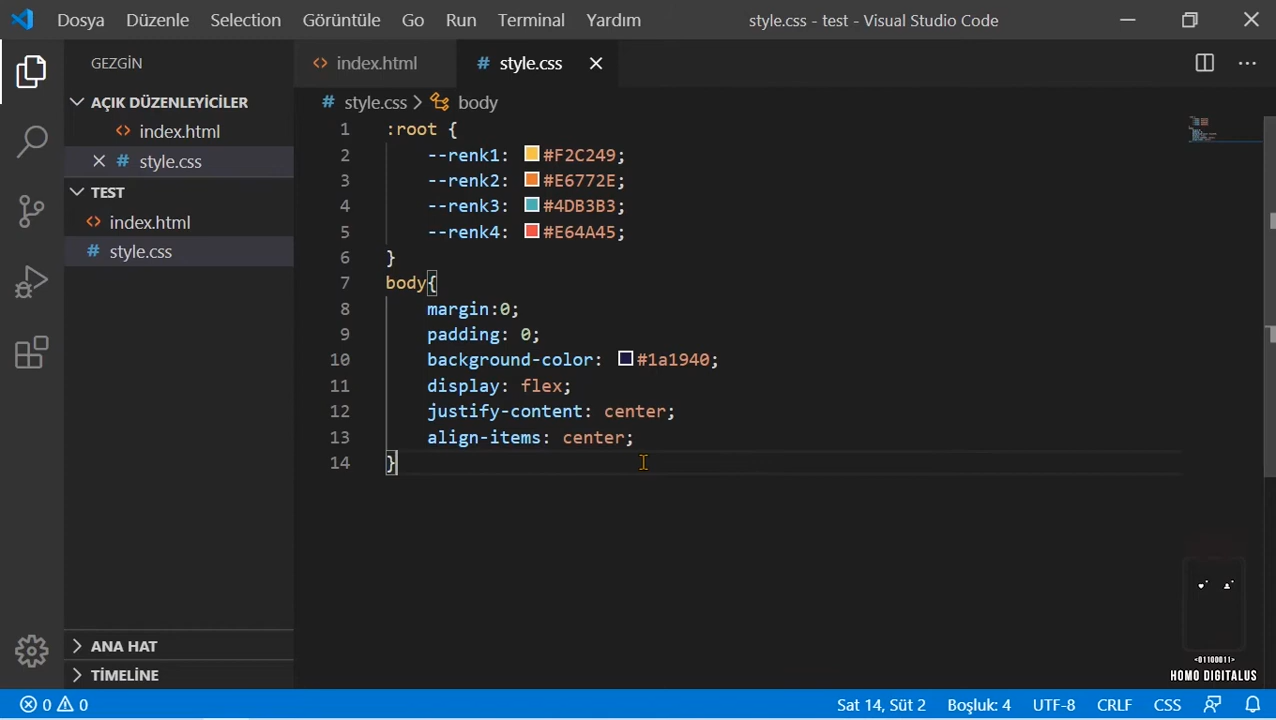 Dosya Düzenle Selection Görüntüle Go Run Terminal Yardım style.css - test - Visual Studio Code
GEZGİN
AÇIK DÜZENLEYİCİLER
index.html
style.css
TEST
index.html
style.css
ANA HAT
TİMELİNE
index.html style.css
style.css body
1 :root {
2 --renk1: #F2C249;
3 --renk2: #E6772E;
4 --renk3: #4DB3B3;
5 --renk4: #E64A45;
6 }
7 body{
8 margin:0;
9 padding: 0;
10 background-color: #1a1940;
11 display: flex;
12 justify-content: center;
13 align-items: center;
14 }
<01100011>
HOMO DIGITALUS
0 0 Sat 14, Süt 2 Boşluk: 4 UTF-8 CRLF CSS